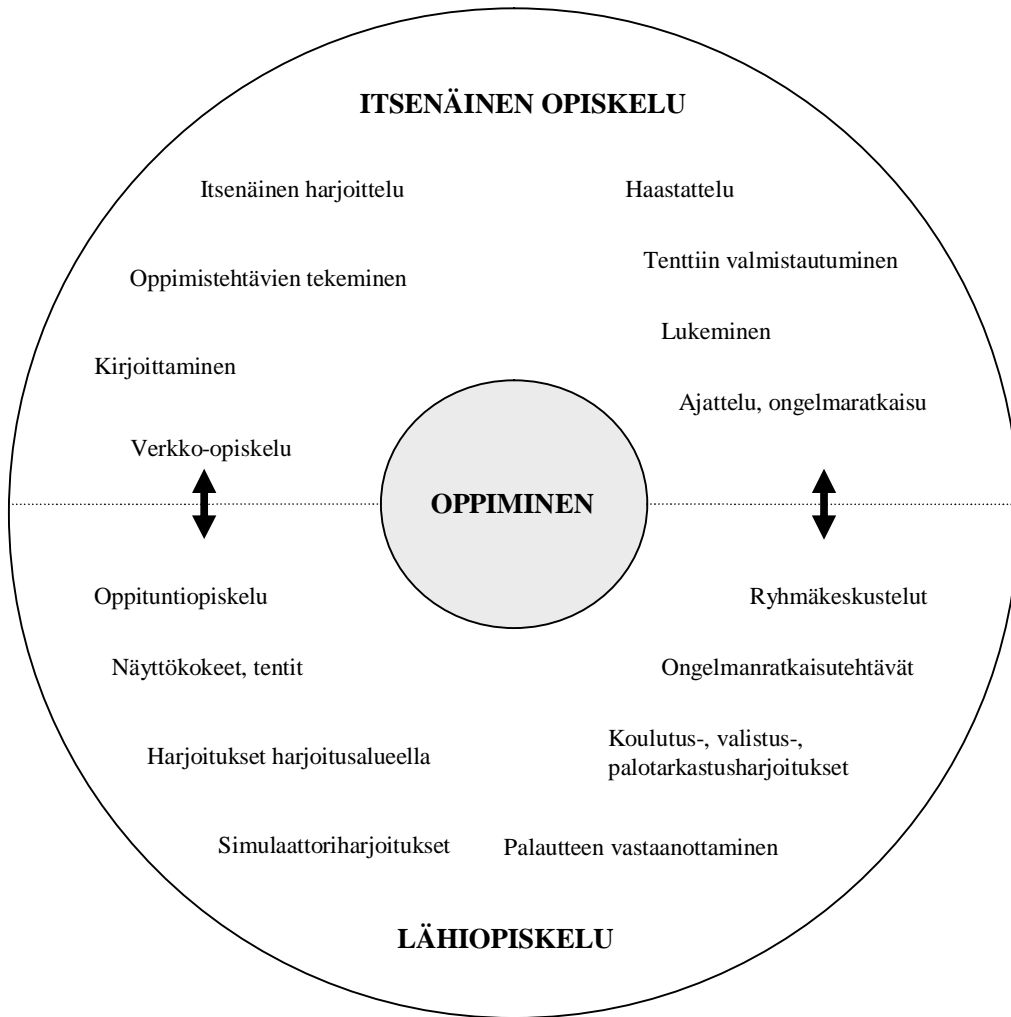 ITSENÄINEN OPISKELU
Itsenäinen harjoittelu
Haastattelu
Oppimistehtävien tekeminen
Tenttiin valmistautuminen
Kirjoittaminen
Lukeminen
Verkko-opiskelu
Ajattelu, ongelmaratkaisu
OPPIMINEN
Oppituntiopiskelu
Ryhmäkeskustelut
Näyttökokeet, tentit
Ongelmanratkaisutehtävät
Harjoitukset harjoitusalueella
Koulutus-, valistus-,
palotarkastusharjoitukset
Simulaattoriharjoitukset
Palautteen vastaanottaminen
LÄHIOPISKELU